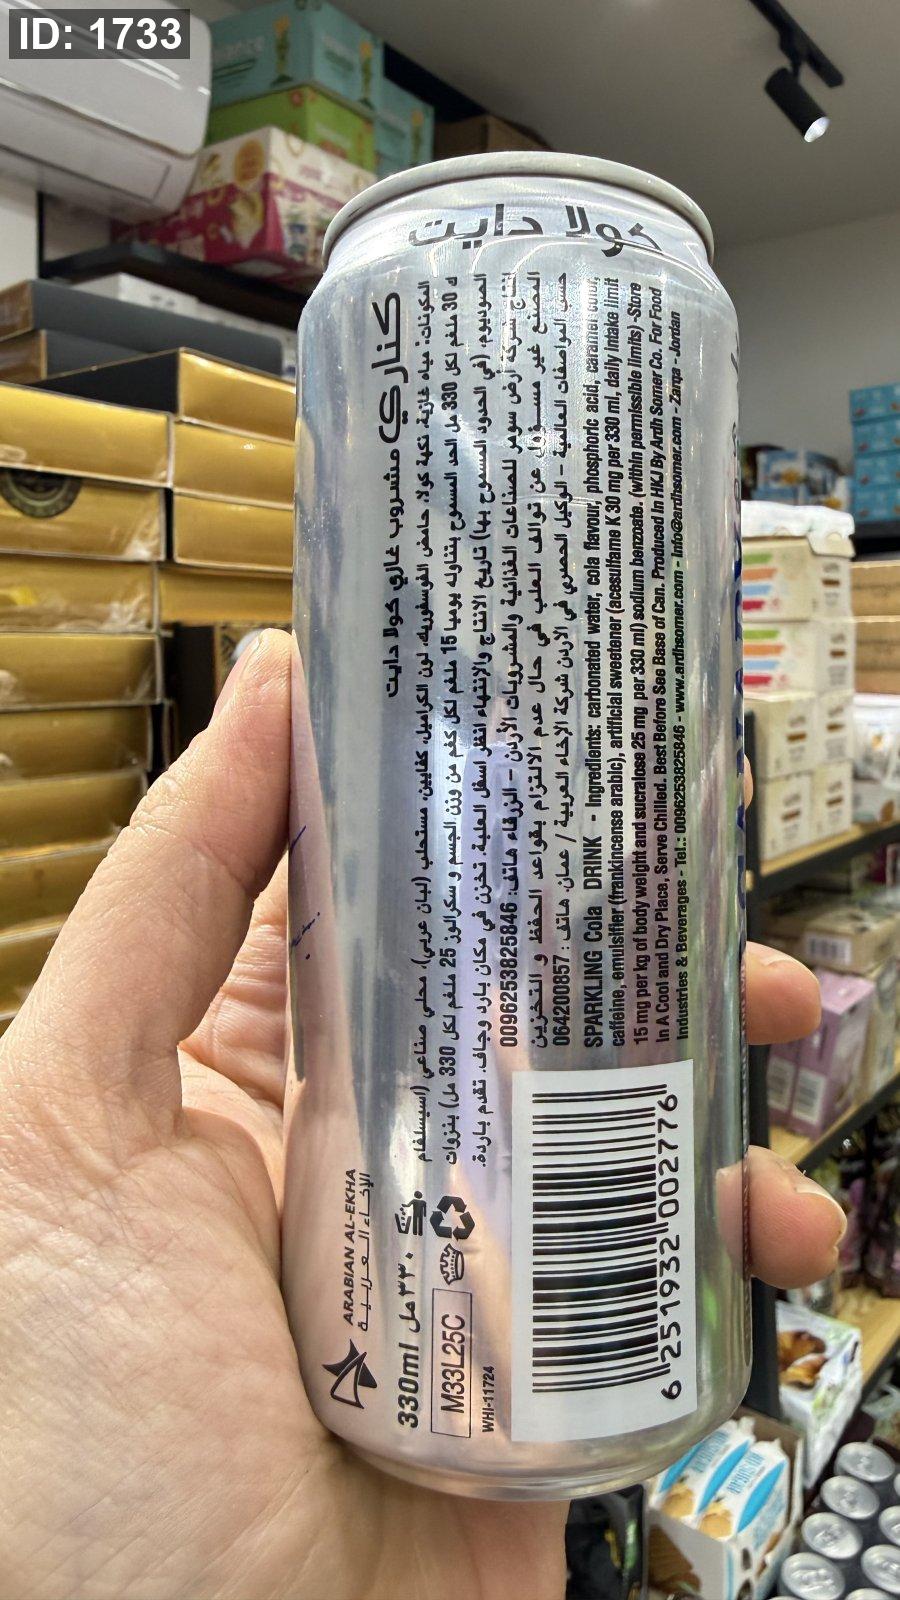 ID: 1733
كولا دايت
كناري مشروب غازي كولا دايت
المكونات: مياه غازية، نكهة كولا، حامض الفوسفوريك، لون الكراميل، كفايين، مستحلب (لبان عربي)، محلي صناعي (اسيسلفام
ك 30 ملغم لكل 330 مل الحد المسموح بتناوله يوميا 15 ملغم لكل كغم من وزن الجسم و سكرالوز 25 ملغم لكل 330 مل) بنزوات
الصوديوم. (في الحدود المسموح بها) تاريخ الانتاج والإنتهاء انظر اسفل العلبة. تخزن في مكان بارد وجاف. تقدم باردة.
انتاج شركة أرض سومر للصناعات الغذائية والمشروبات الأردن - الزرقاء هاتف: 0096253825846
المصنع غير مسؤول عن توالف العلب في حال عدم الالتزام بقواعد الحفظ و التخزين
حسب المواصفات العالمية - الوكيل الحصري في الأردن شركة الإخاء العربية / عمان. هاتف : 064200857
SPARKLING Cola DRINK - Ingredients: carbonated water, cola flavour, phosphoric acid, caramel colour,
caffeine, emulsifier (frankincense arabic), artificial sweetener (acesulfame K 30 mg per 330 ml, daily intake limit
15 mg per kg of body weight and sucralose 25 mg per 330 ml) sodium benzoate. (within permissible limits) -Store
In A Cool and Dry Place, Serve Chilled. Best Before See Base of Can. Produced In HKJ By Ardh Somer Co. For Food
Industries & Beverages - Tel.: 0096253825846 - www.ardhsomer.com - Info@ardhsomer.com - Zarqa - Jordan
ARABIAN AL-EKHA
الإخاء العربية
330ml ٣٣٠ مل
M33L25C
WHI-11724
6 251932 002776